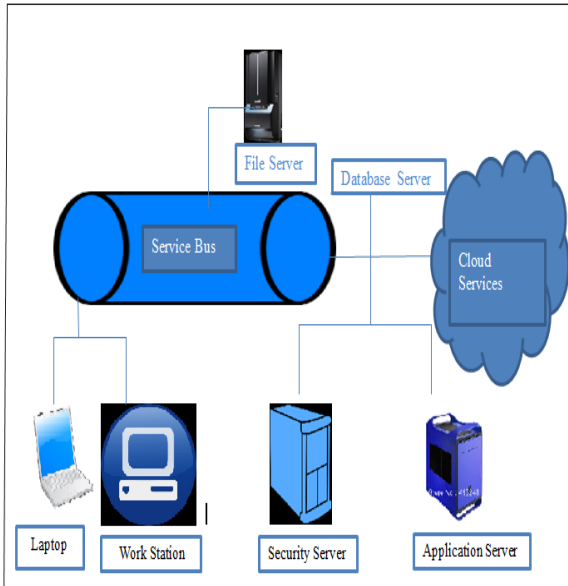 File Server
Database Server
Service Bus
Cloud
Services
Laptop
Work Station
Security Server
Application Server